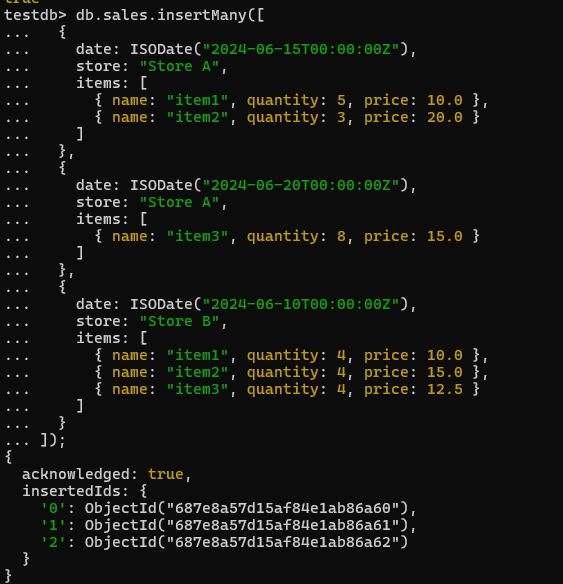 true
testdb> db.sales.insertMany([
...   {
...     date: ISODate("2024-06-15T00:00:00Z"),
...     store: "Store A",
...     items: [
...       { name: "item1", quantity: 5, price: 10.0 },
...       { name: "item2", quantity: 3, price: 20.0 }
...     ]
...   },
...   {
...     date: ISODate("2024-06-20T00:00:00Z"),
...     store: "Store A",
...     items: [
...       { name: "item3", quantity: 8, price: 15.0 }
...     ]
...   },
...   {
...     date: ISODate("2024-06-10T00:00:00Z"),
...     store: "Store B",
...     items: [
...       { name: "item1", quantity: 4, price: 10.0 },
...       { name: "item2", quantity: 4, price: 15.0 },
...       { name: "item3", quantity: 4, price: 12.5 }
...     ]
...   }
... ]);
{
  acknowledged: true,
  insertedIds: {
    '0': ObjectId("687e8a57d15af84e1ab86a60"),
    '1': ObjectId("687e8a57d15af84e1ab86a61"),
    '2': ObjectId("687e8a57d15af84e1ab86a62")
  }
}